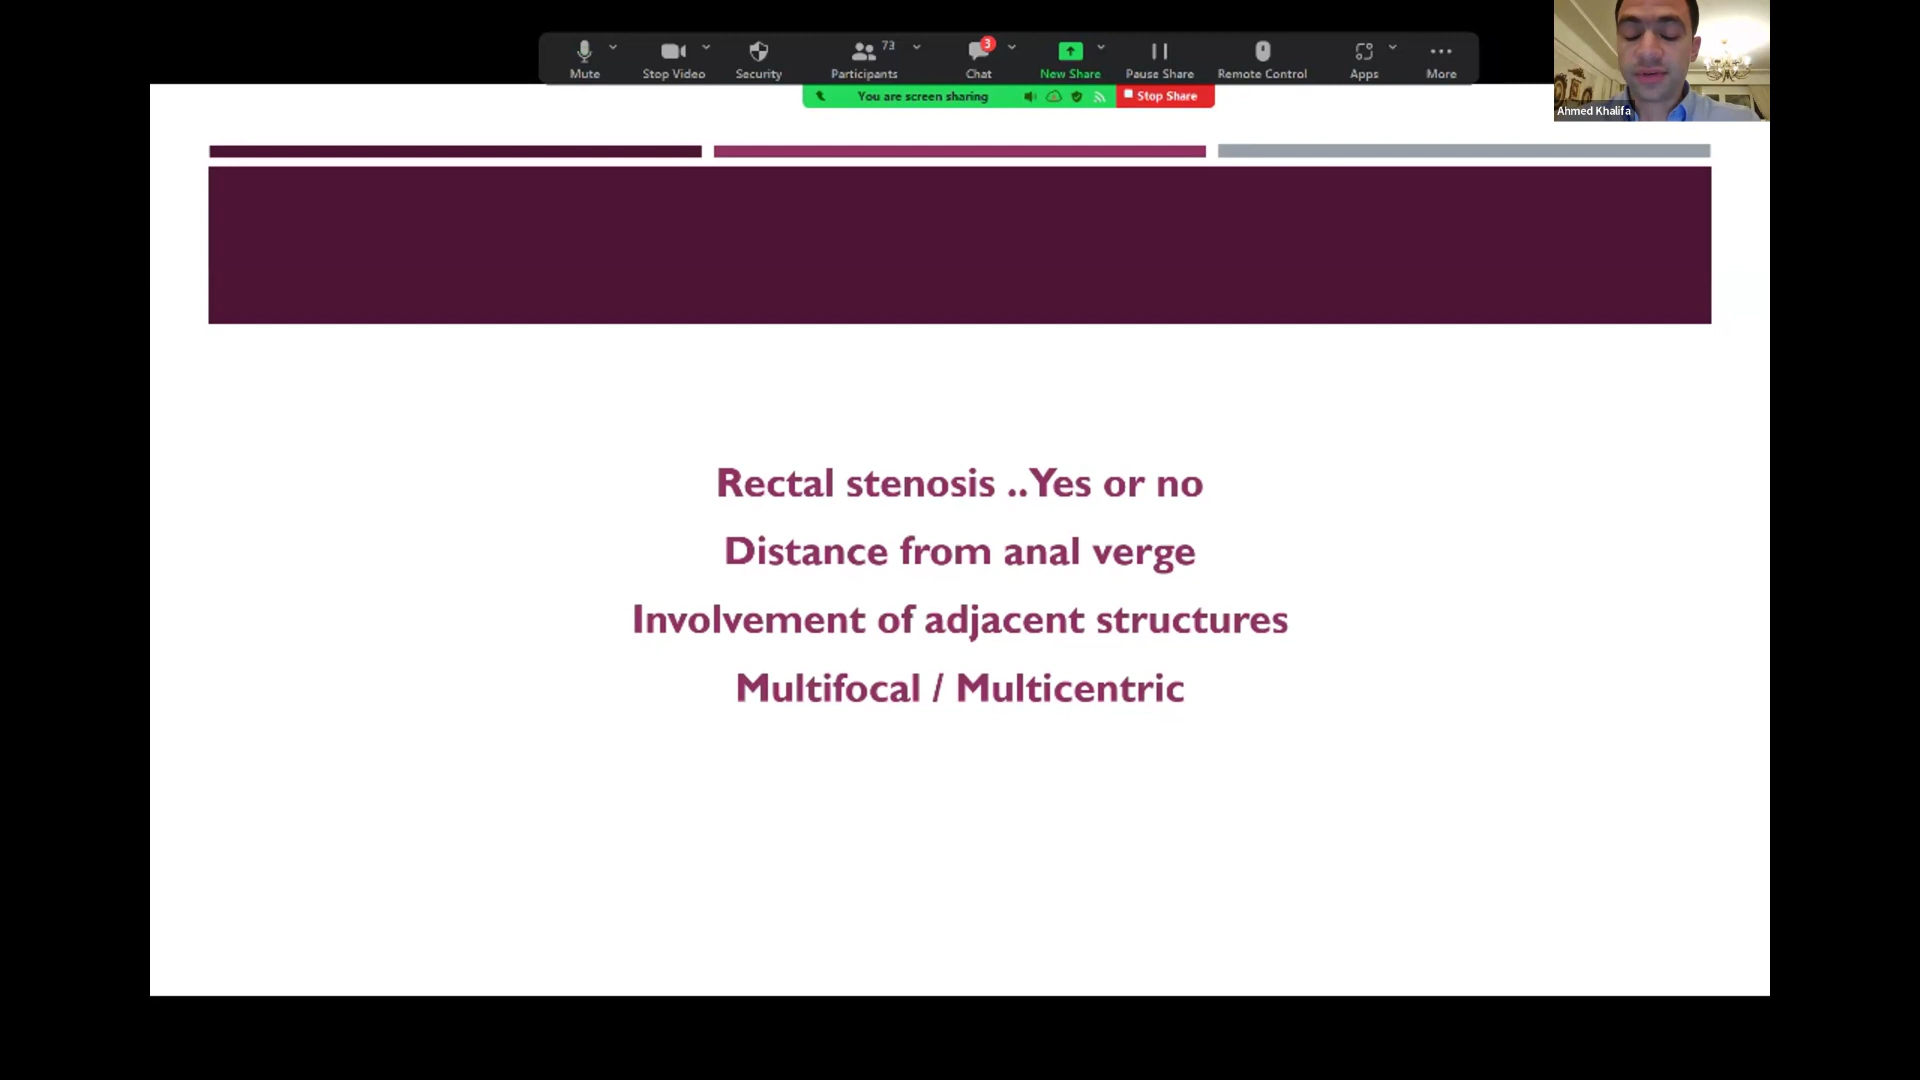 Mute
Stop Video
Security
Participants
73
Chat
3
New Share
Pause Share
Remote Control
Apps
More
You are screen sharing
Stop Share
Ahmed Khalifa
Rectal stenosis ..Yes or no
Distance from anal verge
Involvement of adjacent structures
Multifocal / Multicentric